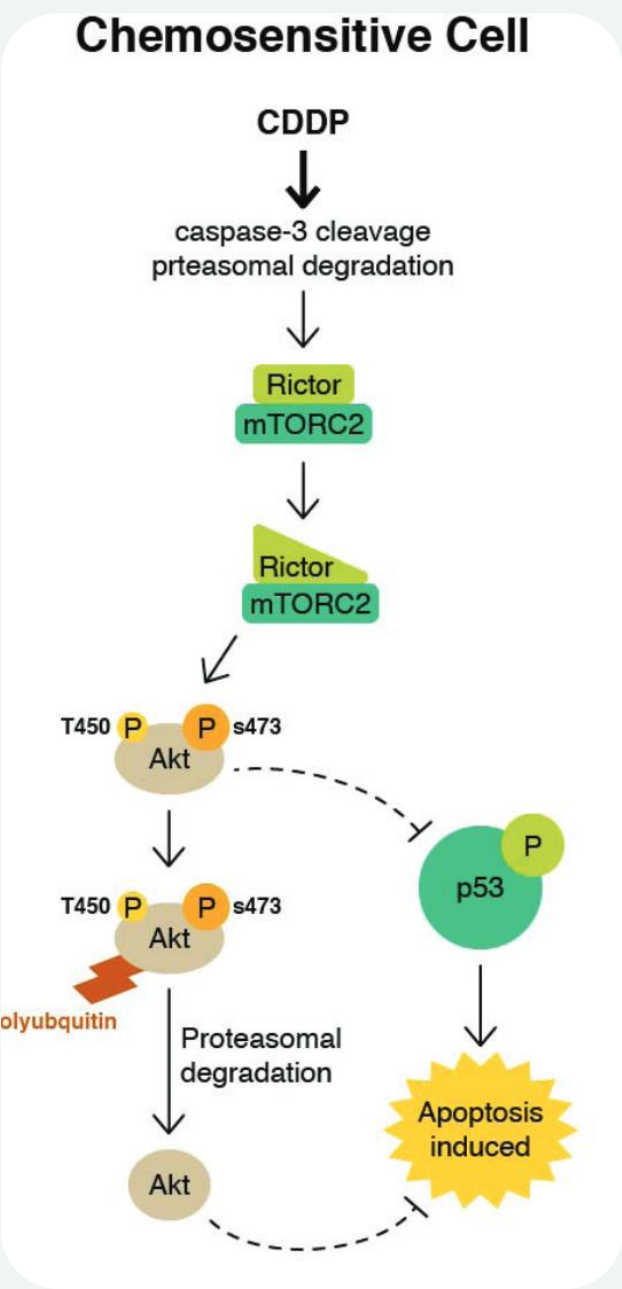 Chemosensitive Cell
CDDP
caspase-3 cleavage
prteasomal degradation
Rictor
mTORC2
Rictor
mTORC2
T450 P P s473
Akt
P
p53
T450 P P s473
Akt
olyubquitin
Proteasomal
degradation
Apoptosis
induced
Akt